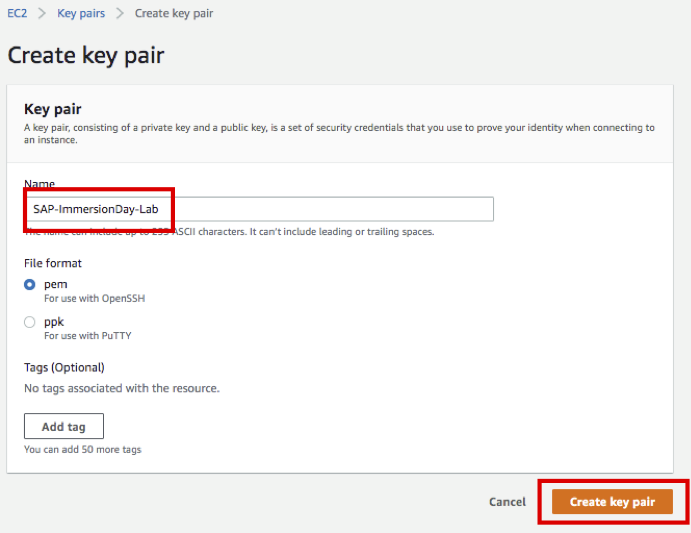 EC2 > Key pairs > Create key pair
Create key pair
Key pair
A key pair, consisting of a private key and a public key, is a set of security credentials that you use to prove your identity when connecting to
an instance.
Name
SAP-ImmersionDay-Lab
The name can include up to 255 ASCII characters. It can't include leading or trailing spaces.
File format
pem
For use with OpenSSH
ppk
For use with PuTTY
Tags (Optional)
No tags associated with the resource.
Add tag
You can add 50 more tags
Cancel
Create key pair